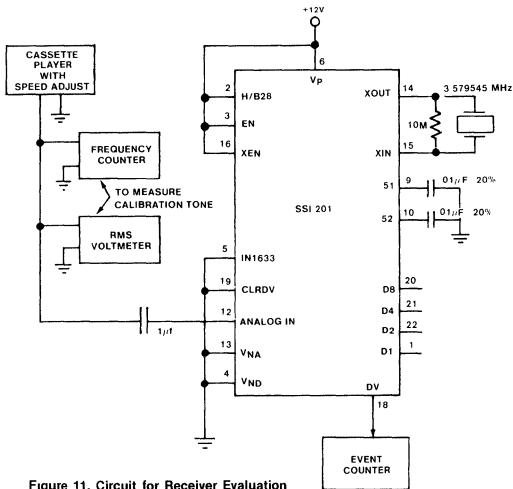 +12V
CASSETTE
PLAYER
WITH
SPEED ADJUST
6
VP
2
H/B28
XOUT
14
3 579545 MHz
3
EN
10M
16
XEN
XIN
15
FREQUENCY
COUNTER
TO MEASURE
CALIBRATION TONE
S1
9
01µF 20%
SSI 201
RMS
VOLTMETER
S2
10
01µF 20%
5
IN1633
19
CLRDV
D8
20
12
ANALOG IN
D4
21
1µf
D2
22
13
VNA
D1
1
4
VND
DV
18
EVENT
COUNTER
Figure 11. Circuit for Receiver Evaluation